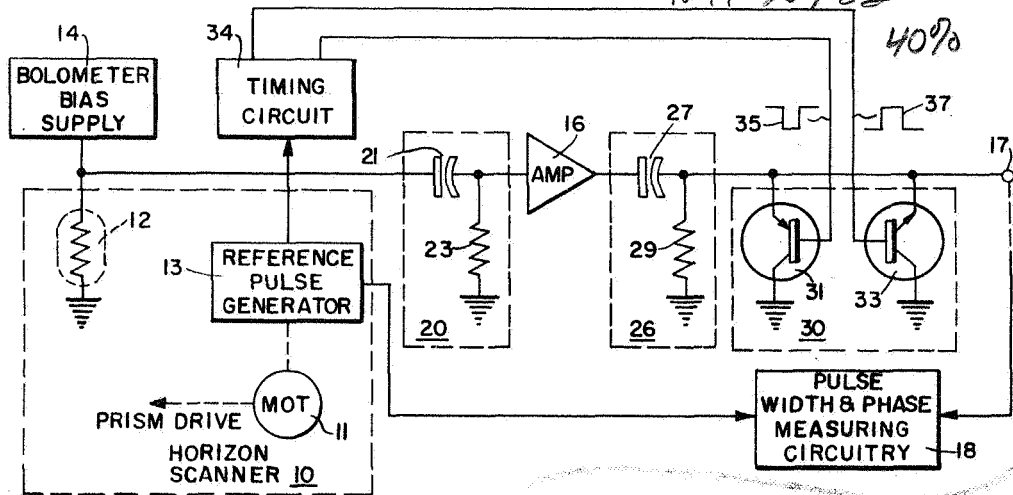 40%
14
BOLOMETER
BIAS
SUPPLY
34
TIMING
CIRCUIT
35
37
21
16
AMP
27
17
12
23
29
31
33
13
REFERENCE
PULSE
GENERATOR
20
26
30
PRISM DRIVE
MOT
11
HORIZON
SCANNER 10
PULSE
WIDTH & PHASE
MEASURING
CIRCUITRY
18